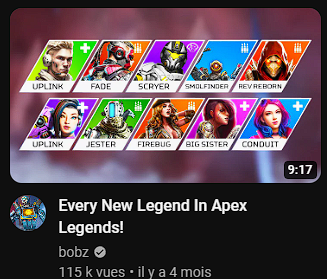 UPLINK FADE SCRYER SMOLFINDER REV REBORN
UPLINK JESTER FIREBUG BIG SISTER CONDUIT
9:17
Every New Legend In Apex
Legends!
bobz
115 k vues • il y a 4 mois